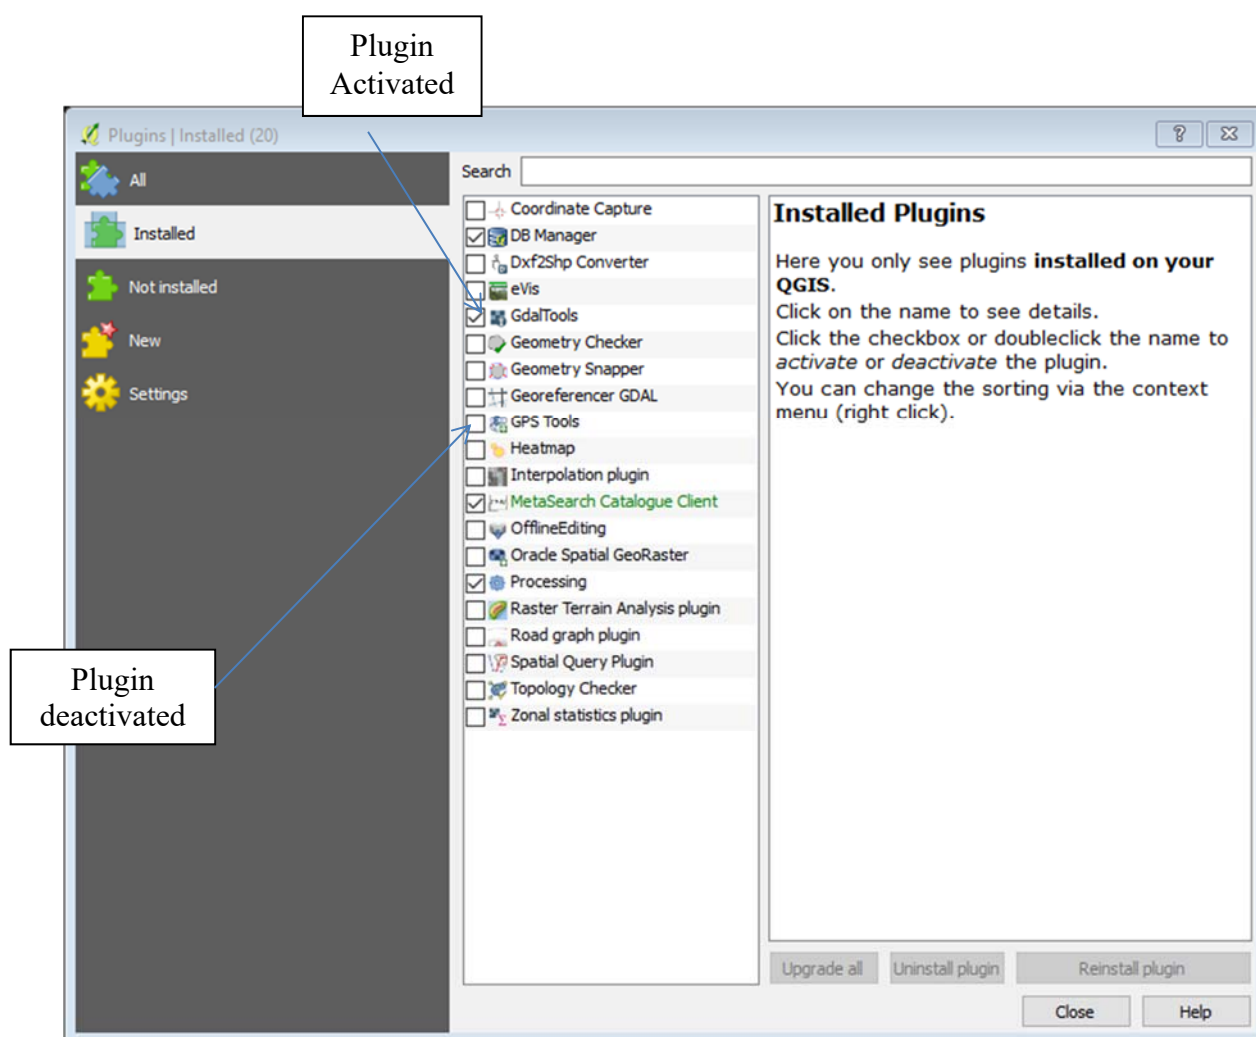 Plugin
Activated
Plugins | Installed (20)
All
Installed
Not installed
New
Settings
Search
Coordinate Capture
DB Manager
Dxf2Shp Converter
eVis
GdalTools
Geometry Checker
Geometry Snapper
Georeferencer GDAL
GPS Tools
Heatmap
Interpolation plugin
MetaSearch Catalogue Client
OfflineEditing
Oracle Spatial GeoRaster
Processing
Raster Terrain Analysis plugin
Road graph plugin
Spatial Query Plugin
Topology Checker
Zonal statistics plugin
Installed Plugins
Here you only see plugins installed on your
QGIS.
Click on the name to see details.
Click the checkbox or doubleclick the name to
activate or deactivate the plugin.
You can change the sorting via the context
menu (right click).
Plugin
deactivated
Upgrade all
Uninstall plugin
Reinstall plugin
Close
Help